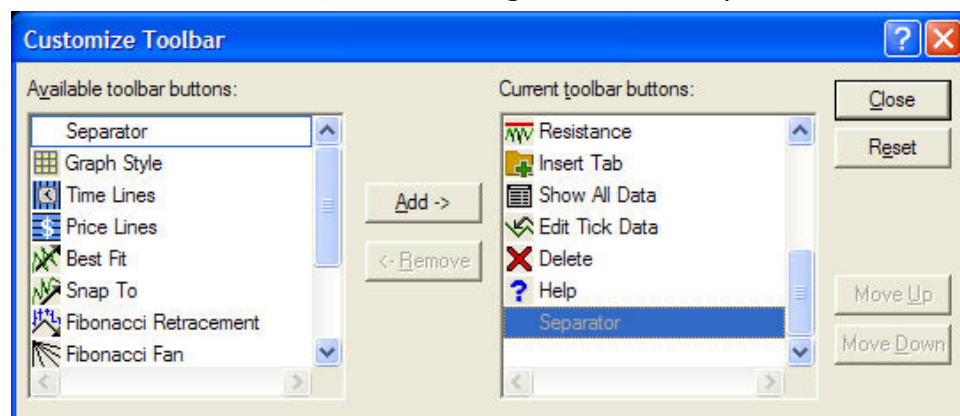 Customize Toolbar
Available toolbar buttons:
Separator
Graph Style
Time Lines
Price Lines
Best Fit
Snap To
Fibonacci Retracement
Fibonacci Fan
Add ->
<- Remove
Current toolbar buttons:
Resistance
Insert Tab
Show All Data
Edit Tick Data
Delete
Help
Separator
Close
Reset
Move Up
Move Down